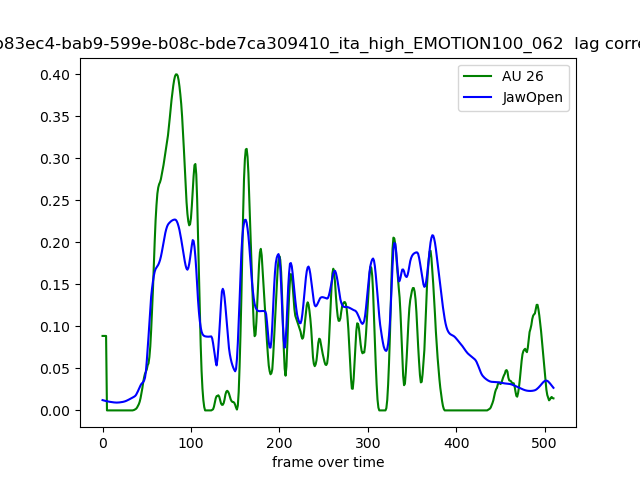 b83ec4-bab9-599e-b08c-bde7ca309410_ita_high_EMOTION100_062 lag corre
AU 26
JawOpen
0.40
0.35
0.30
0.25
0.20
0.15
0.10
0.05
0.00
0 100 200 300 400 500
frame over time